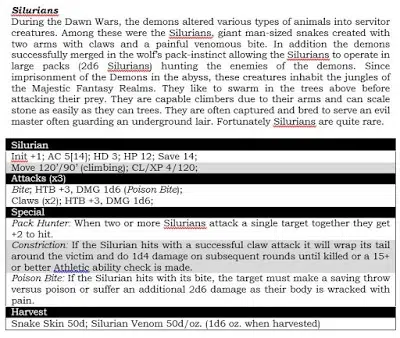 Silurians
During the Dawn Wars, the demons altered various types of animals into servitor
creatures. Among these were the Silurians, giant man-sized snakes created with
two arms with claws and a painful venomous bite. In addition the demons
successfully merged in the wolf's pack-instinct allowing the Silurians to operate in
large packs (2d6 Silurians) hunting the enemies of the demons. Since
imprisonment of the Demons in the abyss, these creatures inhabit the jungles of
the Majestic Fantasy Realms. They like to swarm in the trees above before
attacking their prey. They are capable climbers due to their arms and can scale
stone as easily as they can trees. They are often captured and bred to serve an evil
master often guarding an underground lair. Fortunately Silurians are quite rare.
Silurian
Init +1; AC 5[14]; HD 3; HP 12; Save 14;
Move 120'/90' (climbing); CL/XP 4/120;
Attacks (x3)
Bite; HTB +3, DMG 1d6 (Poison Bite);
Claws (x2); HTB +3, DMG 1d6;
Special
Pack Hunter: When two or more Silurians attack a single target together they get
+2 to hit.
Constriction: If the Silurian hits with a successful claw attack it will wrap its tail
around the victim and do 1d4 damage on subsequent rounds until killed or a 15+
or better Athletic ability check is made.
Poison Bite: If the Silurian hits with its bite, the target must make a saving throw
versus poison or suffer an additional 2d6 damage as their body is wracked with
pain.
Harvest
Snake Skin 50d; Silurian Venom 50d/oz. (1d6 oz. when harvested)